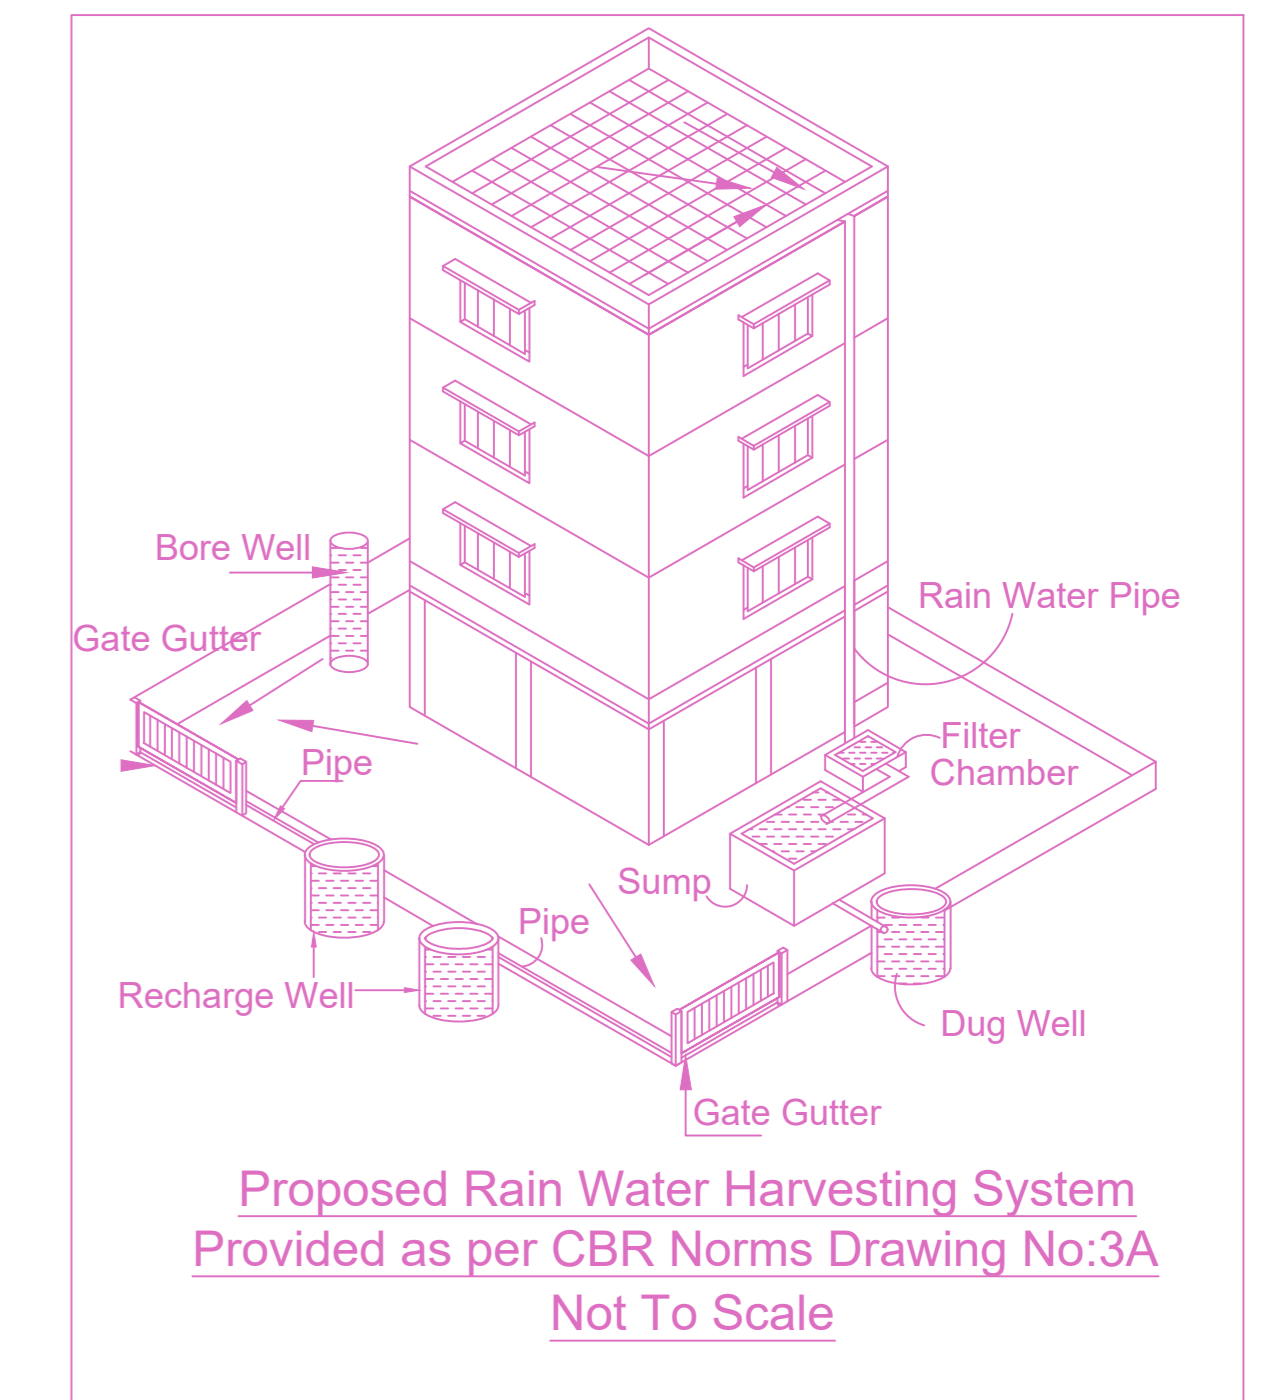 Bore Well
Rain Water Pipe
Gate Gutter
Filter
Chamber
Pipe
Sump
Pipe
Recharge Well
Dug Well
Gate Gutter
Proposed Rain Water Harvesting System
Provided as per CBR Norms Drawing No:3A
Not To Scale